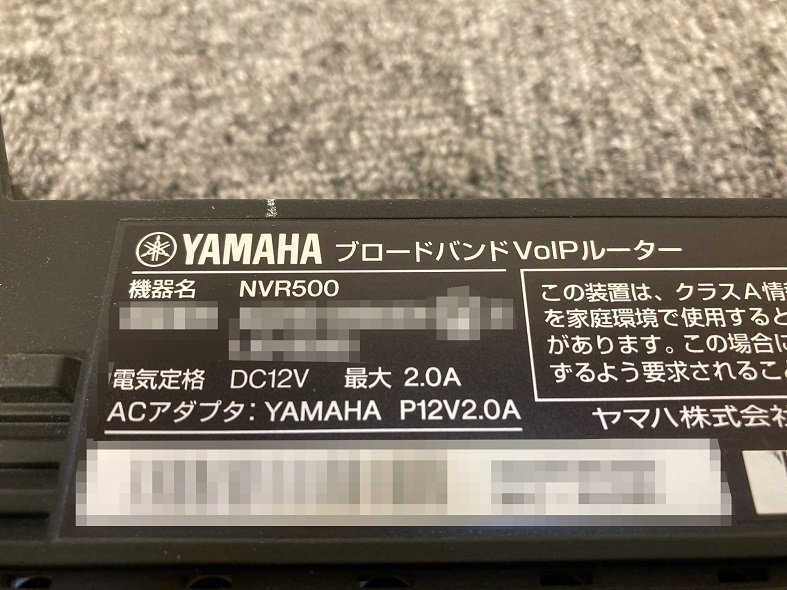 YAMAHA ブロードバンドVoIPルーター
機器名 NVR500
電気定格 DC12V 最大 2.0A
ACアダプタ: YAMAHA P12V2.0A
この装置は、クラスA情
を家庭環境で使用すると
があります。この場合に
ずるよう要求されるこ
ヤマハ株式会社